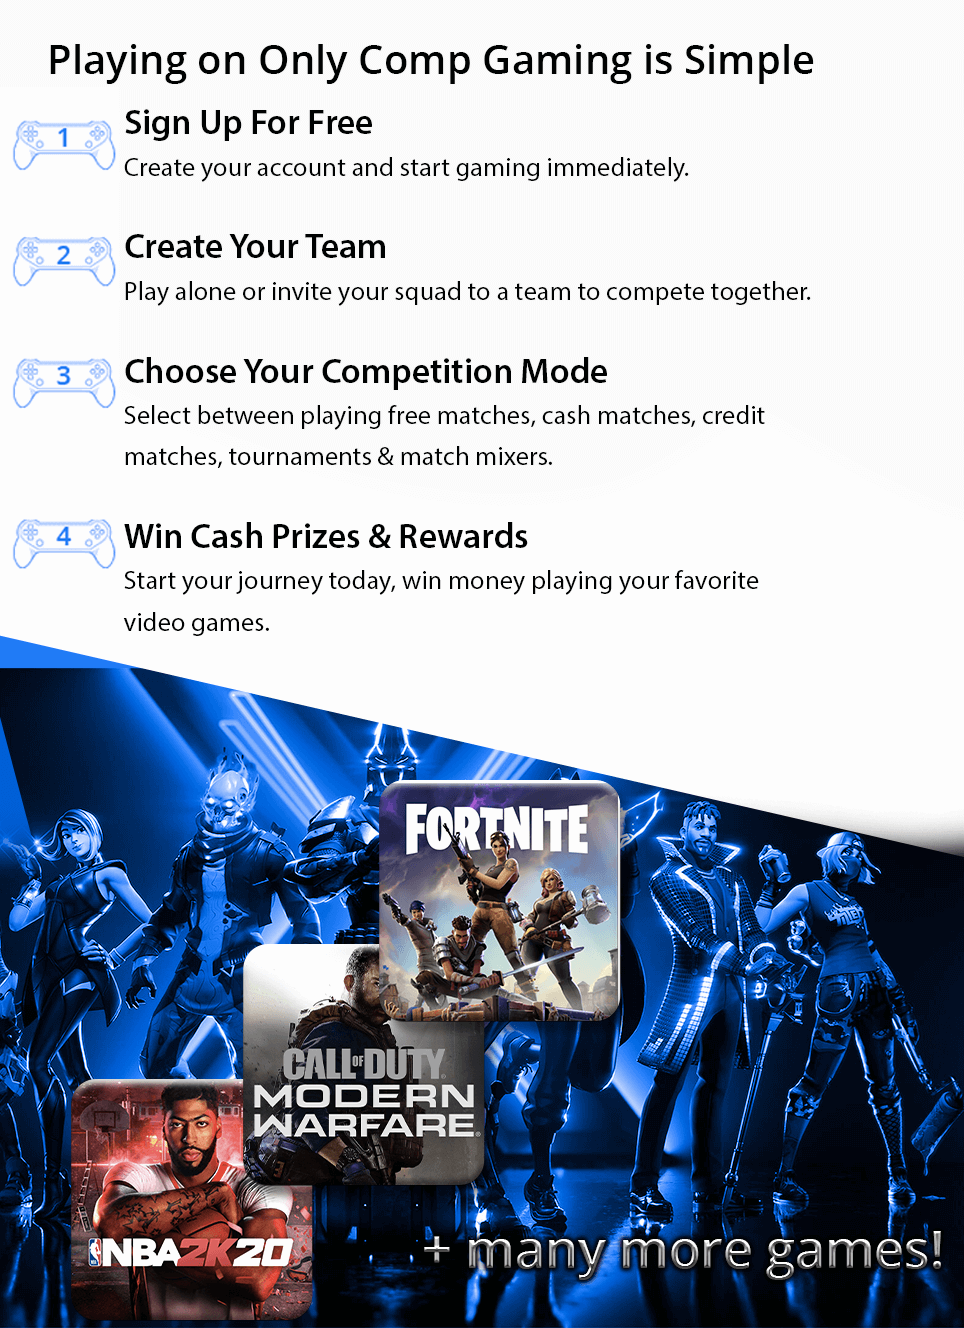 Playing on Only Comp Gaming is Simple
1
Sign Up For Free
Create your account and start gaming immediately.
2
Create Your Team
Play alone or invite your squad to a team to compete together.
3
Choose Your Competition Mode
Select between playing free matches, cash matches, credit
matches, tournaments & match mixers.
4
Win Cash Prizes & Rewards
Start your journey today, win money playing your favorite
video games.
FORTNITE
CALL OF DUTY
MODERN
WARFARE
NBA 2K20
+ many more games!